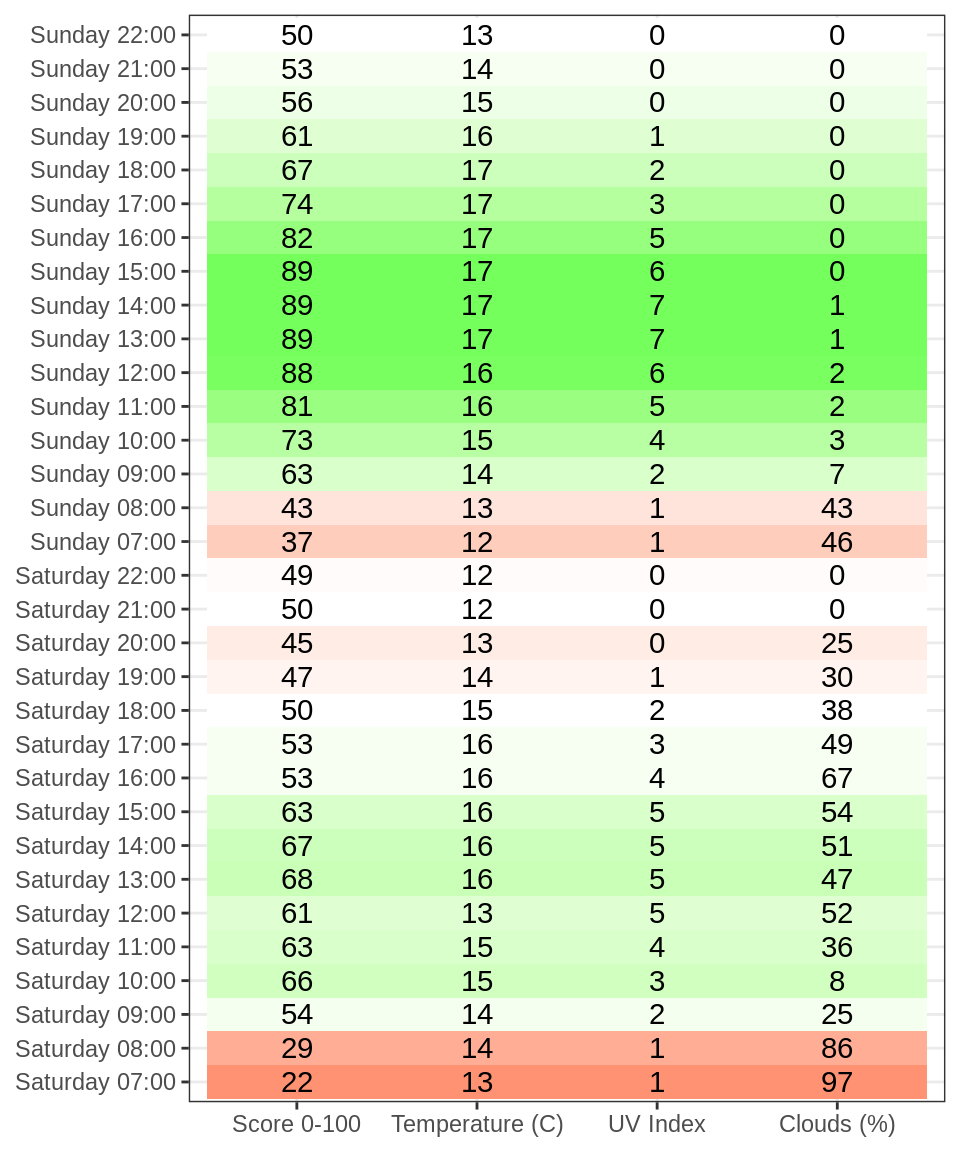 Sunday 22:00 50 13 0 0
Sunday 21:00 53 14 0 0
Sunday 20:00 56 15 0 0
Sunday 19:00 61 16 1 0
Sunday 18:00 67 17 2 0
Sunday 17:00 74 17 3 0
Sunday 16:00 82 17 5 0
Sunday 15:00 89 17 6 0
Sunday 14:00 89 17 7 1
Sunday 13:00 89 17 7 1
Sunday 12:00 88 16 6 2
Sunday 11:00 81 16 5 2
Sunday 10:00 73 15 4 3
Sunday 09:00 63 14 2 7
Sunday 08:00 43 13 1 43
Sunday 07:00 37 12 1 46
Saturday 22:00 49 12 0 0
Saturday 21:00 50 12 0 0
Saturday 20:00 45 13 0 25
Saturday 19:00 47 14 1 30
Saturday 18:00 50 15 2 38
Saturday 17:00 53 16 3 49
Saturday 16:00 53 16 4 67
Saturday 15:00 63 16 5 54
Saturday 14:00 67 16 5 51
Saturday 13:00 68 16 5 47
Saturday 12:00 61 13 5 52
Saturday 11:00 63 15 4 36
Saturday 10:00 66 15 3 8
Saturday 09:00 54 14 2 25
Saturday 08:00 29 14 1 86
Saturday 07:00 22 13 1 97
Score 0-100 Temperature (C) UV Index Clouds (%)